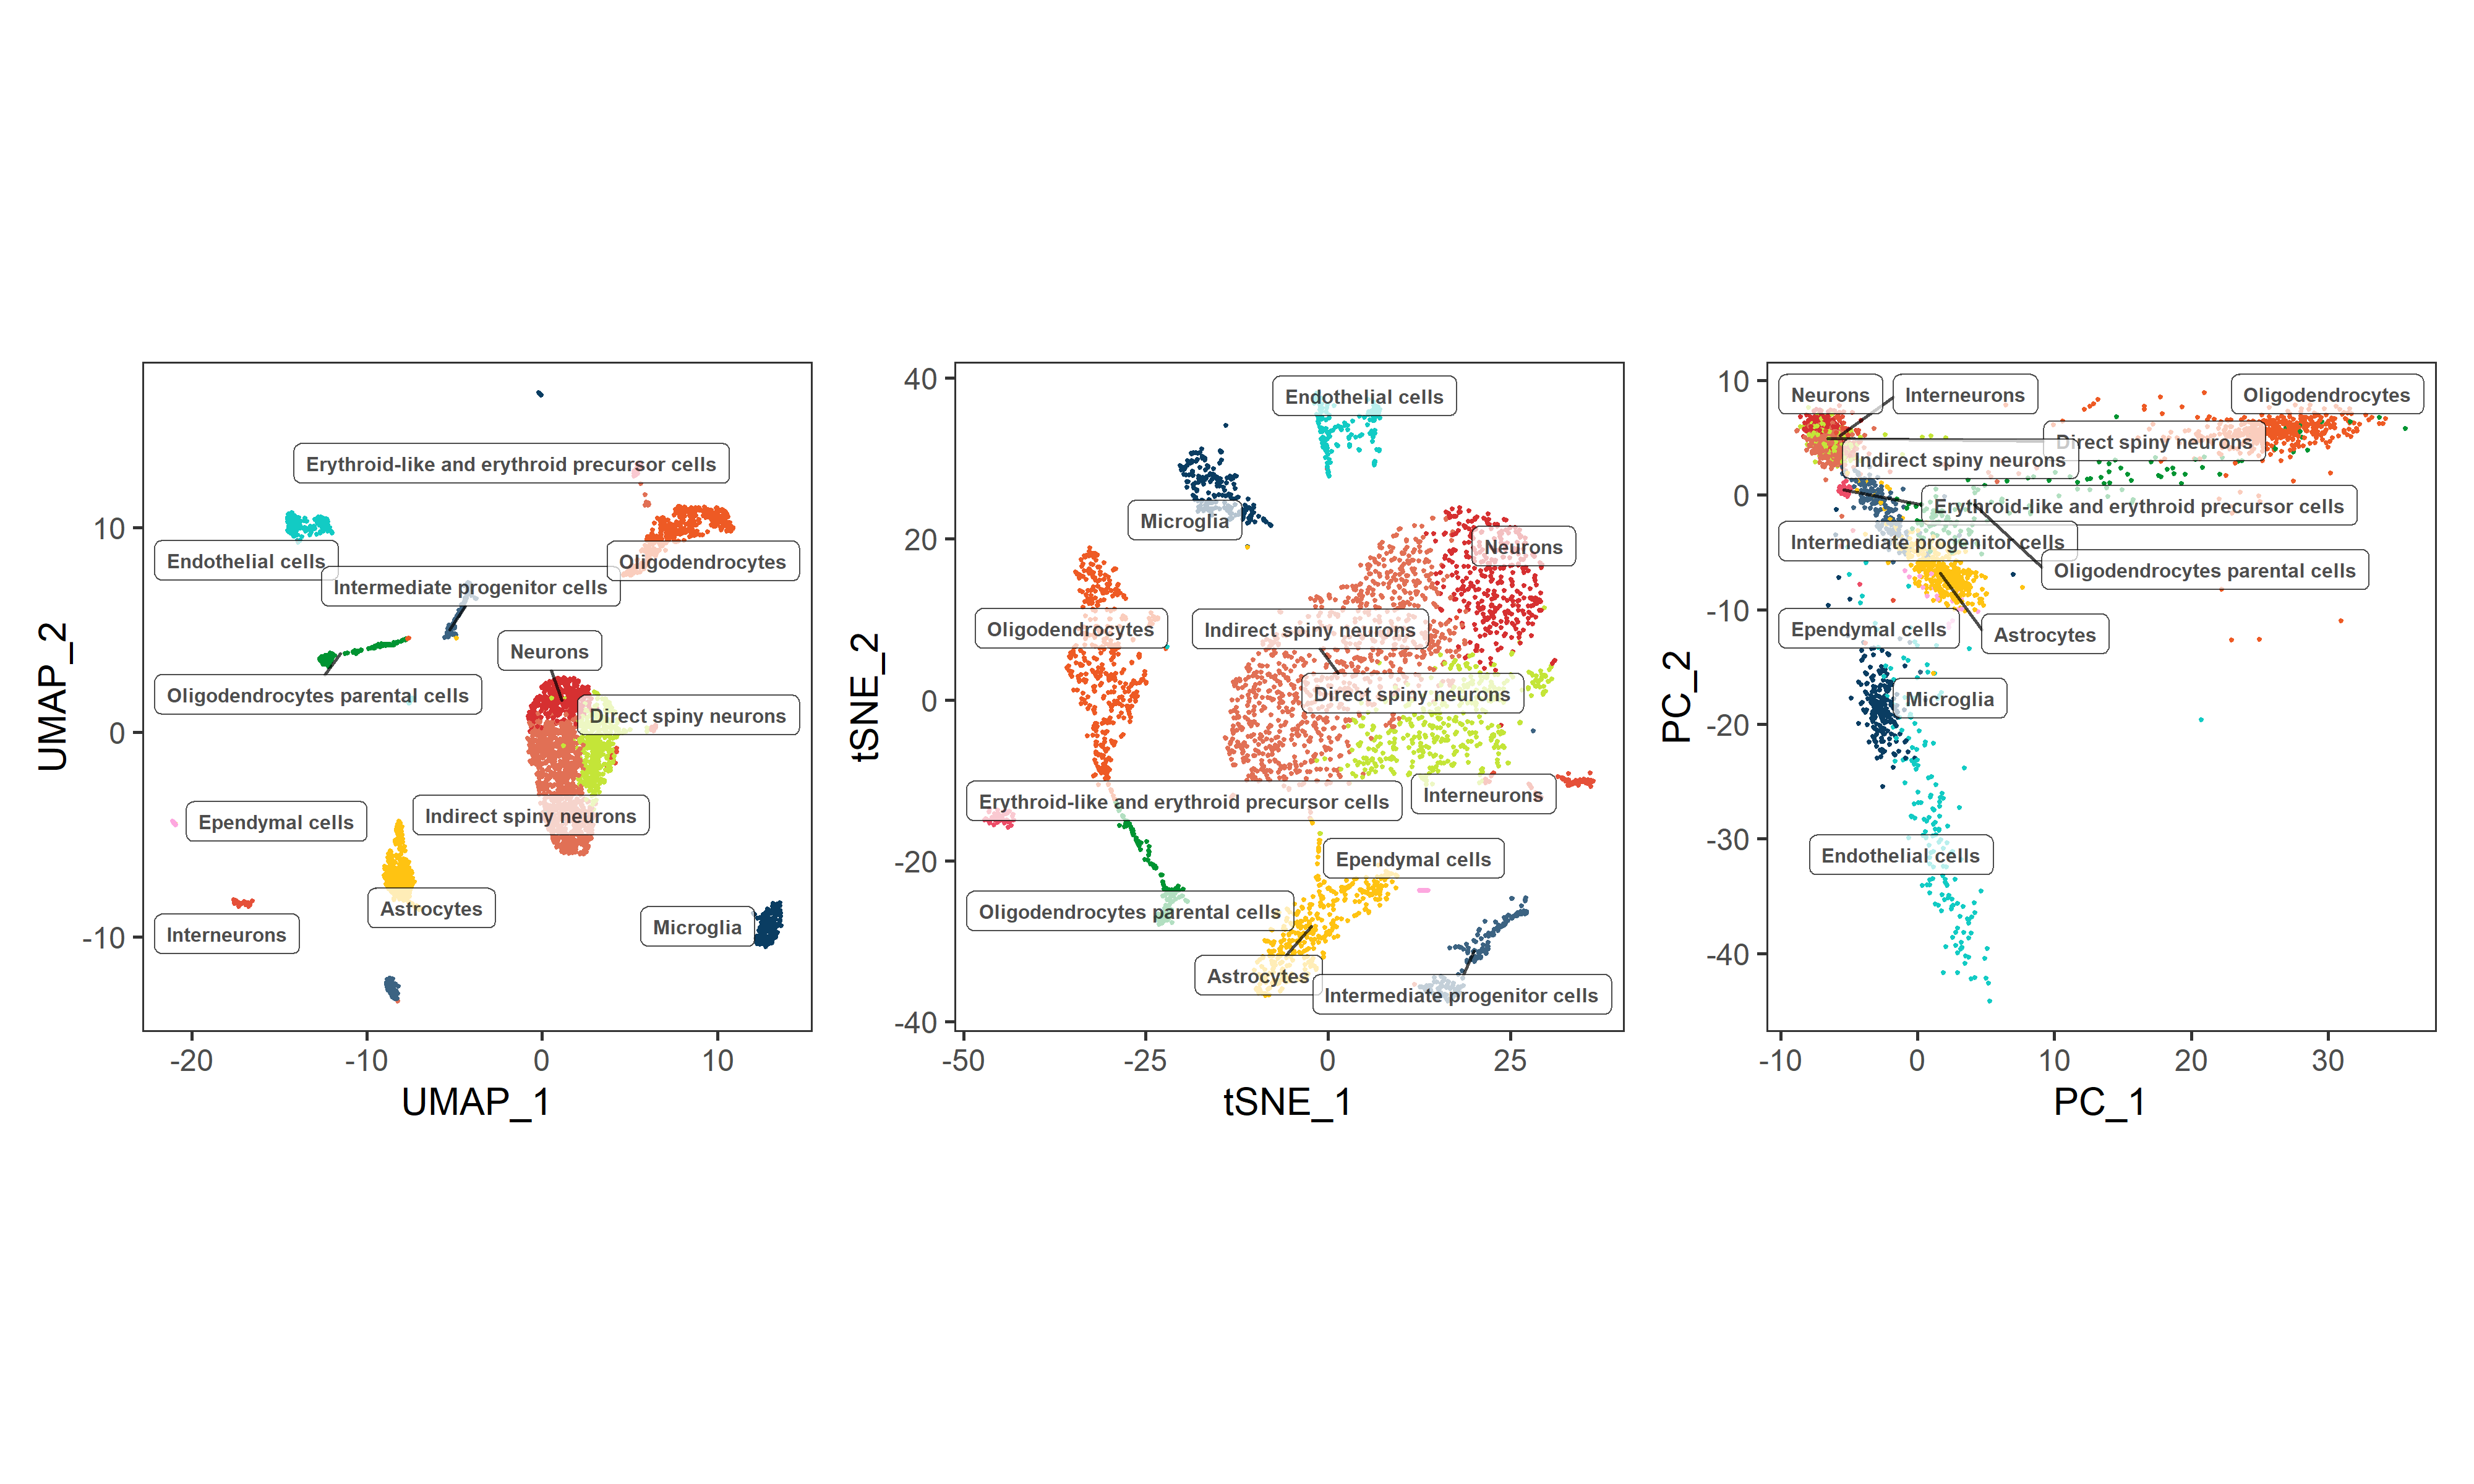 Erythroid-like and erythroid precursor cells
Endothelial cells
Oligodendrocytes
Intermediate progenitor cells
Neurons
Oligodendrocytes parental cells
Direct spiny neurons
Indirect spiny neurons
Ependymal cells
Astrocytes
Microglia
Interneurons
10
0
-10
-20
-10
0
10
UMAP_2
UMAP_1
Endothelial cells
Microglia
Neurons
Oligodendrocytes
Indirect spiny neurons
Direct spiny neurons
Erythroid-like and erythroid precursor cells
Interneurons
Ependymal cells
Oligodendrocytes parental cells
Astrocytes
Intermediate progenitor cells
40
20
0
-20
-40
-50
-25
0
25
tSNE_2
tSNE_1
Neurons
Interneurons
Oligodendrocytes
Direct spiny neurons
Indirect spiny neurons
Erythroid-like and erythroid precursor cells
Intermediate progenitor cells
Oligodendrocytes parental cells
Ependymal cells
Astrocytes
Microglia
Endothelial cells
10
0
-10
-20
-30
-40
-10
0
10
20
30
PC_2
PC_1